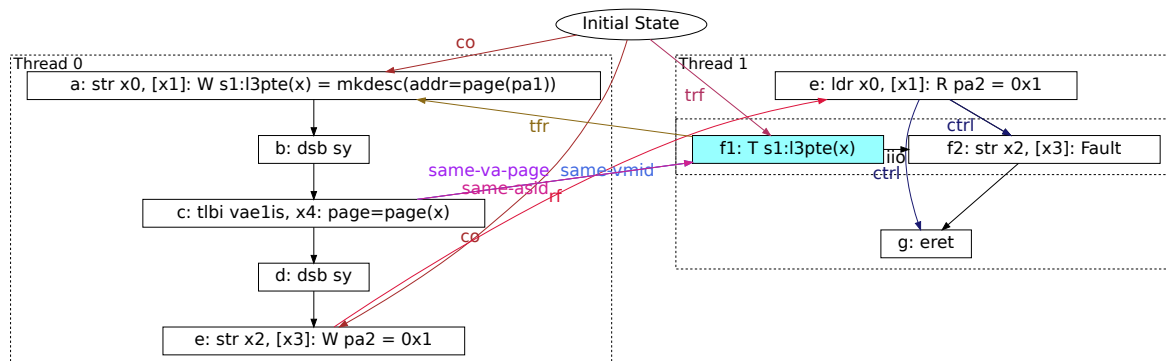 Initial State
co
Thread 0
Thread 1
a: str x0, [x1]: W s1:l3pte(x) = mkdesc(addr=page(pa1))
e: ldr x0, [x1]: R pa2 = 0x1
trf
tfr
ctrl
b: dsb sy
f1: T s1:l3pte(x)
iio
f2: str x2, [x3]: Fault
same-va-page
same-vmid
ctrl
same-asid
rf
c: tlbi vae1is, x4: page=page(x)
co
g: eret
d: dsb sy
e: str x2, [x3]: W pa2 = 0x1